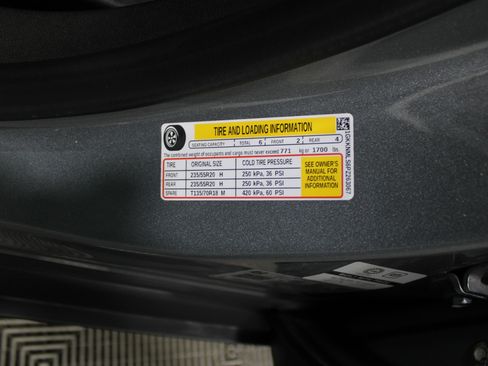 TIRE AND LOADING INFORMATION
SEATING CAPACITY TOTAL 6 FRONT 2 REAR 4
The combined weight of occupants and cargo must never exceed 771 kg or 1700 lbs.
TIRE ORIGINAL SIZE COLD TIRE PRESSURE
FRONT 235/55R20 H 250 kPa, 36 PSI
REAR 235/55R20 H 250 kPa, 36 PSI
SPARE T135/70R18 M 420 kPa, 60 PSI
SEE OWNER'S
MANUAL FOR
ADDITIONAL
INFORMATION